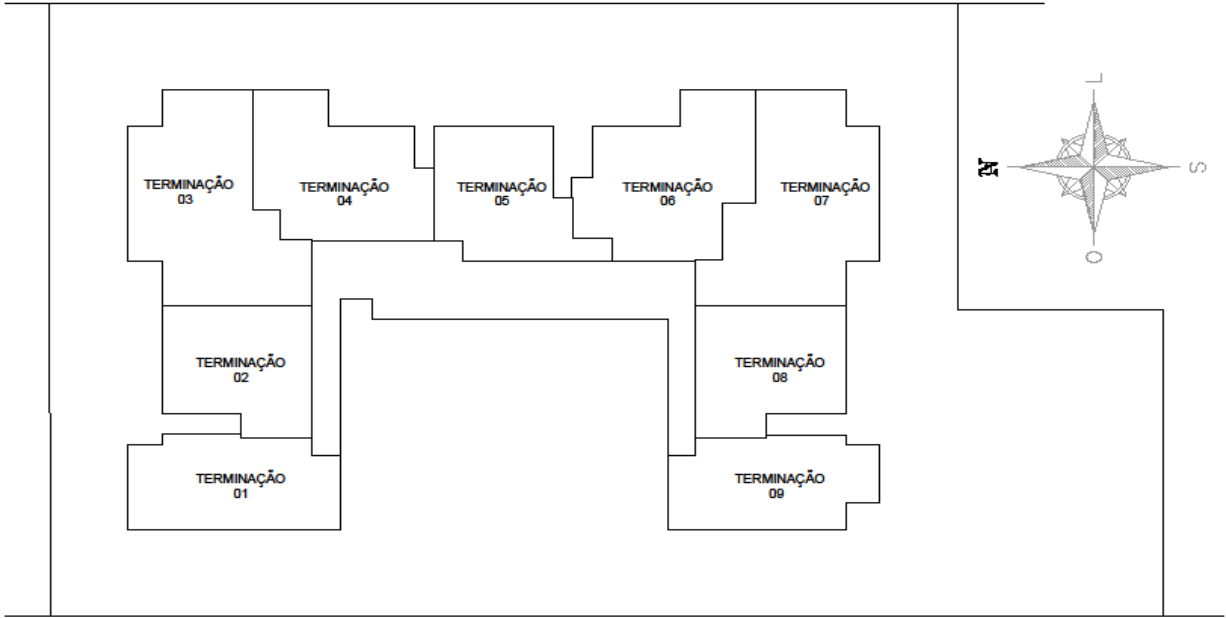 TERMINAÇÃO
03
TERMINAÇÃO
04
TERMINAÇÃO
05
TERMINAÇÃO
06
TERMINAÇÃO
07
TERMINAÇÃO
02
TERMINAÇÃO
08
TERMINAÇÃO
01
TERMINAÇÃO
09
L
N
S
O